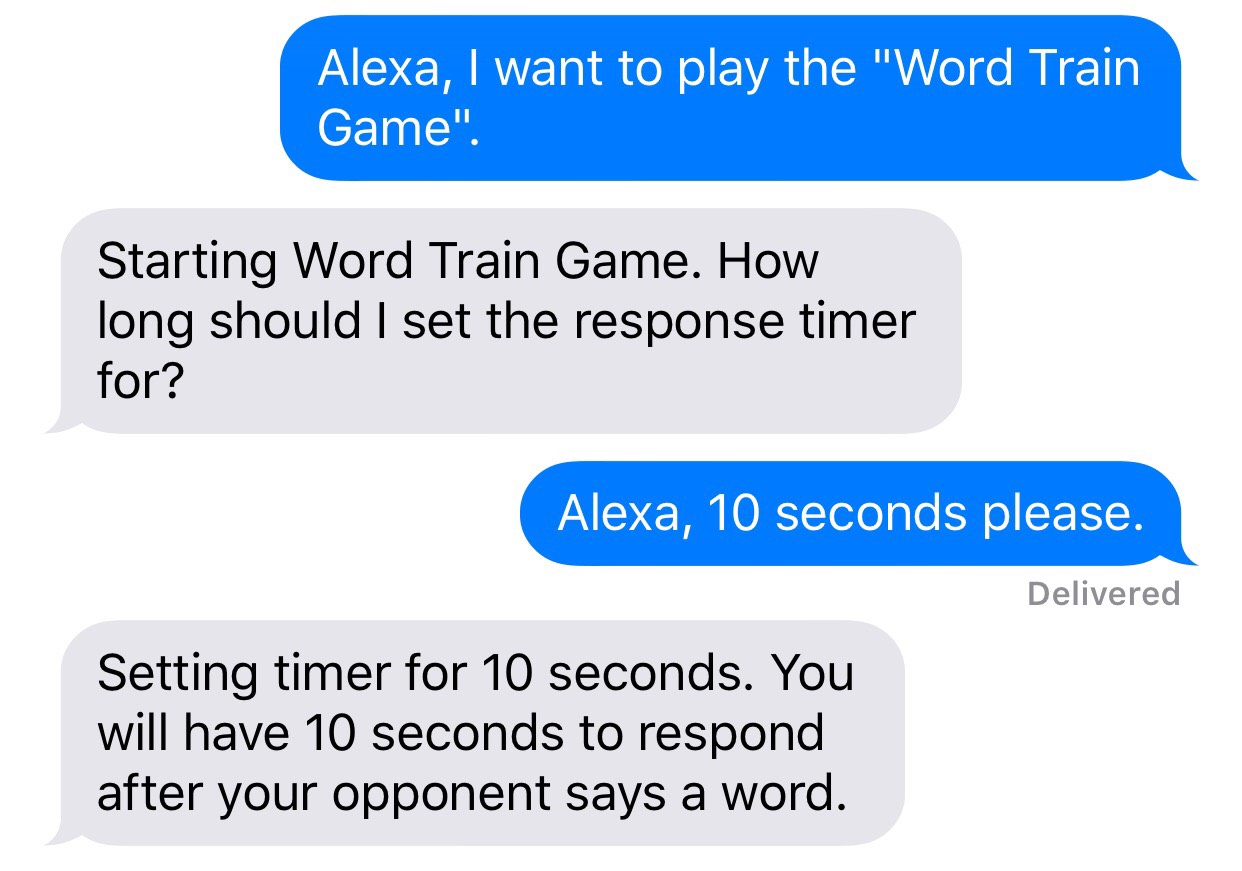 Alexa, I want to play the "Word Train
Game".
Starting Word Train Game. How
long should I set the response timer
for?
Alexa, 10 seconds please.
Delivered
Setting timer for 10 seconds. You
will have 10 seconds to respond
after your opponent says a word.